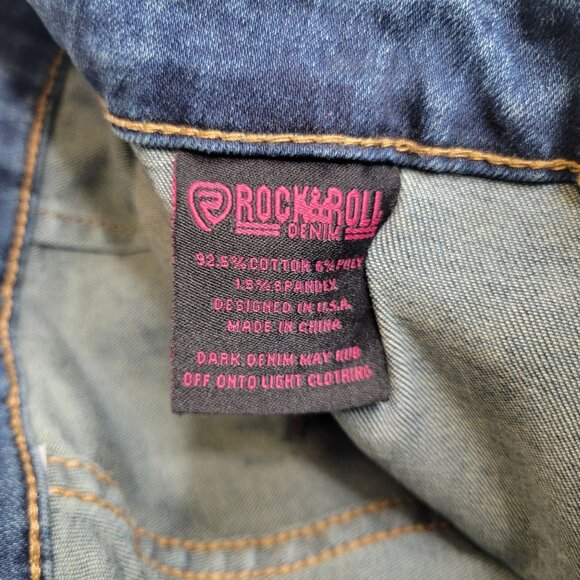 ROCK&ROLL
DENIM
92.5%COTTON 6%POLY
1.5%SPANDEX
DESIGNED IN U.S.A.
MADE IN CHINA
DARK DENIM MAY RUB
OFF ONTO LIGHT CLOTHING